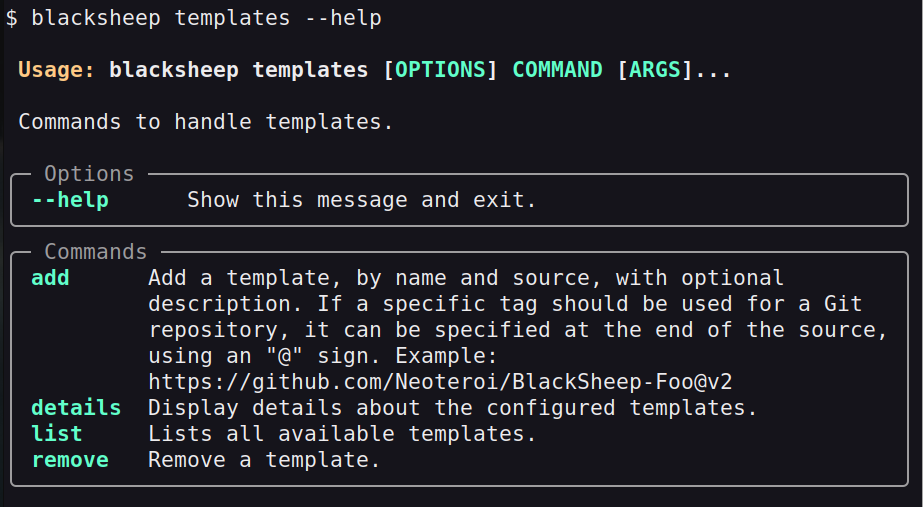 $ blacksheep templates --help
Usage: blacksheep templates [OPTIONS] COMMAND [ARGS]...
Commands to handle templates.
Options
--help Show this message and exit.
Commands
add Add a template, by name and source, with optional
description. If a specific tag should be used for a Git
repository, it can be specified at the end of the source,
using an "@" sign. Example:
https://github.com/Neoteroi/BlackSheep-Foo@v2
details Display details about the configured templates.
list Lists all available templates.
remove Remove a template.